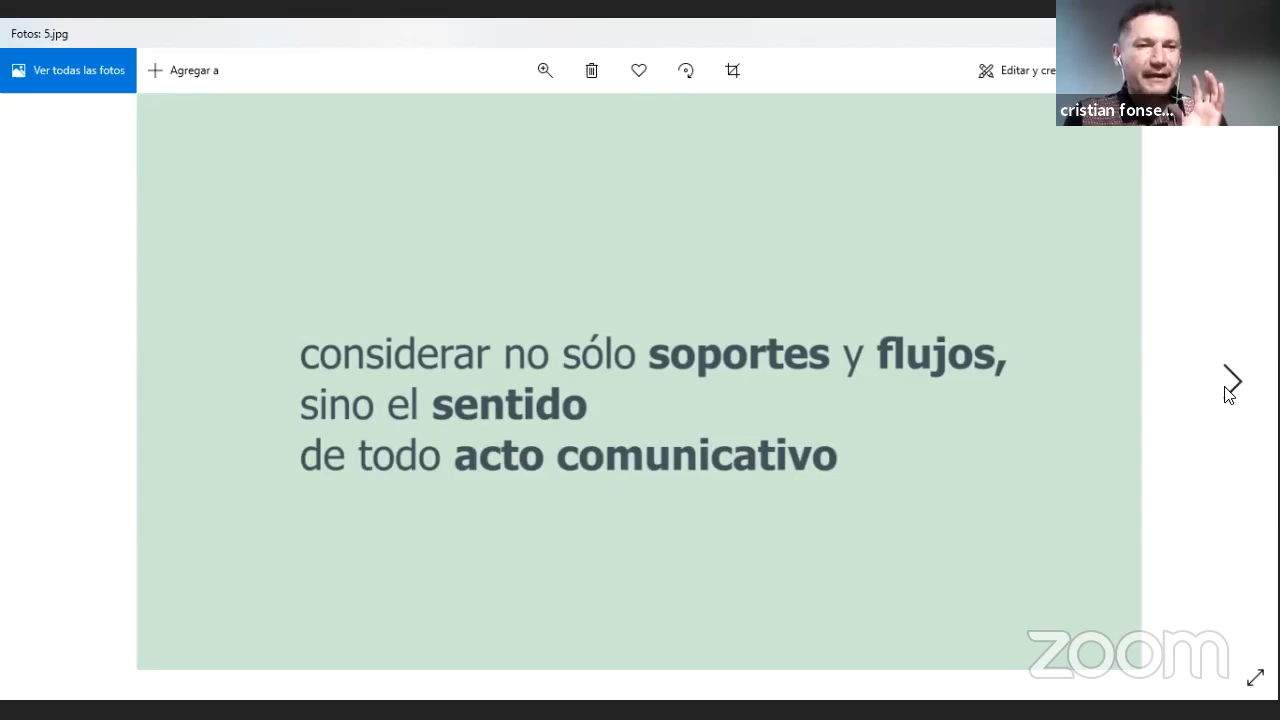 Fotos: 5.jpg
Ver todas las fotos
Agregar a
Editar y cre
cristian fonse...
considerar no sólo soportes y flujos,
sino el sentido
de todo acto comunicativo
zoom